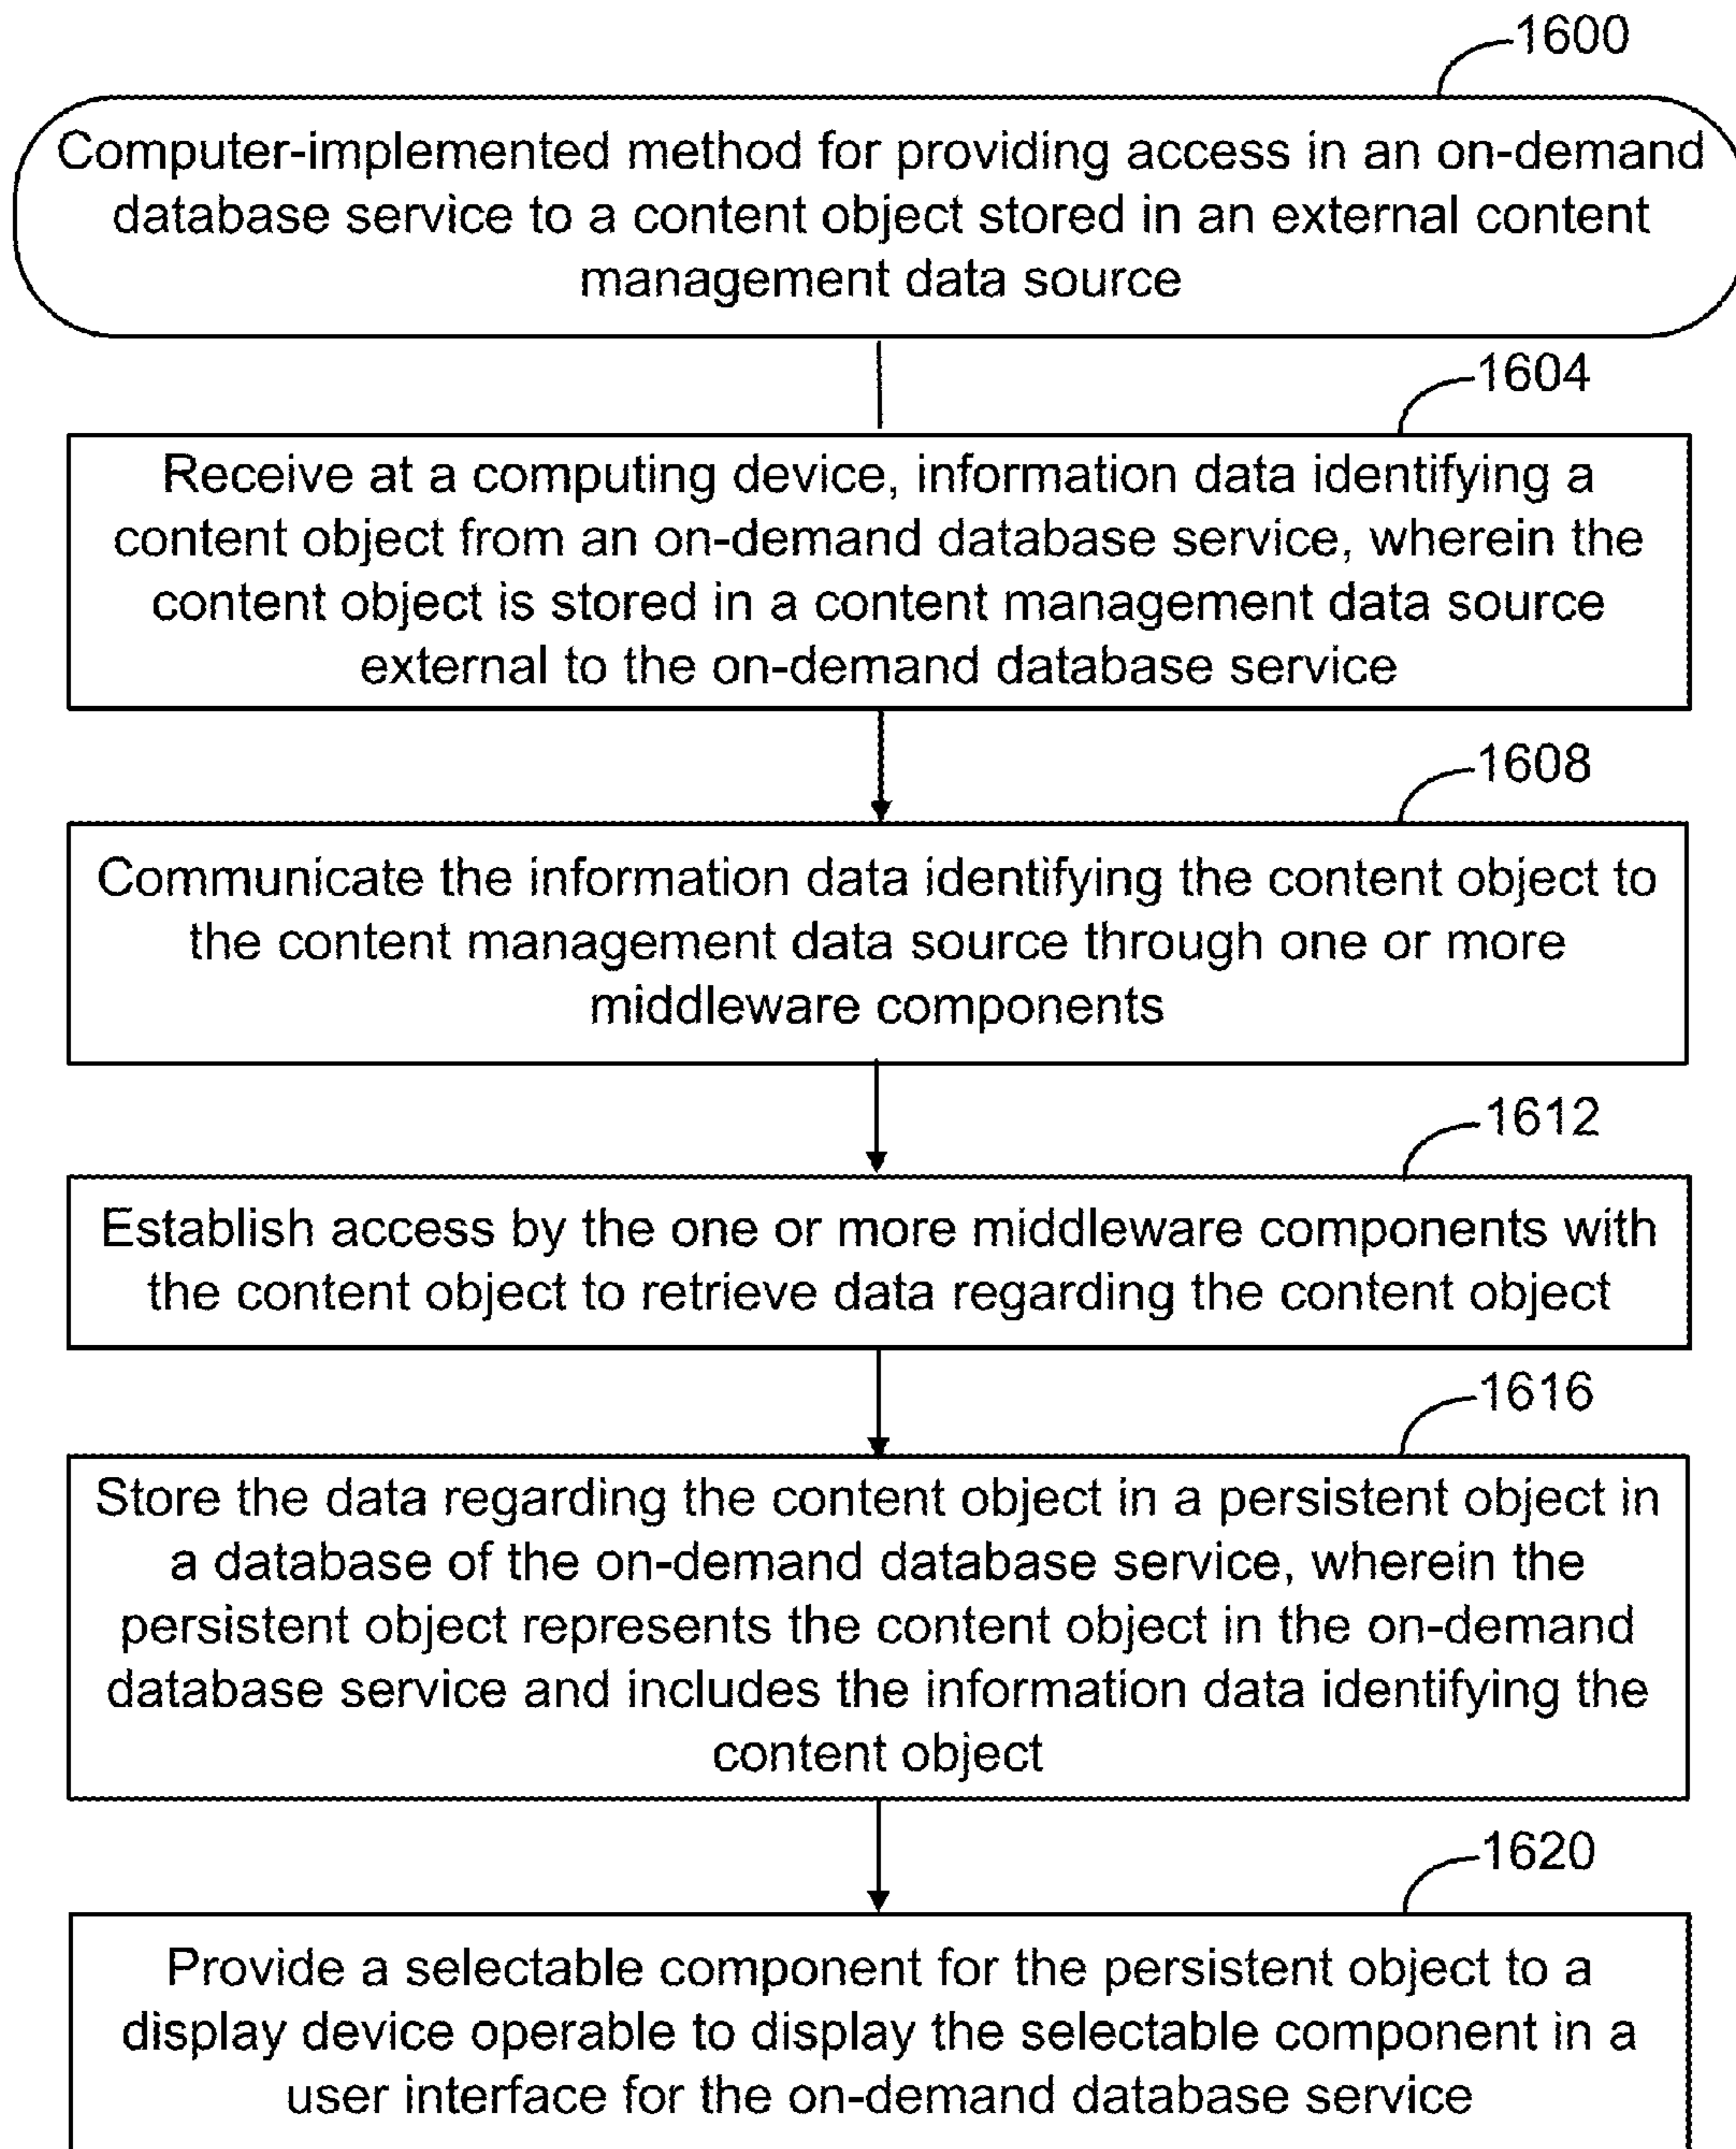 1600
Computer-implemented method for providing access in an on-demand
database service to a content object stored in an external content
management data source
1604
Receive at a computing device, information data identifying a
content object from an on-demand database service, wherein the
content object is stored in a content management data source
external to the on-demand database service
1608
Communicate the information data identifying the content object to
the content management data source through one or more
middleware components
1612
Establish access by the one or more middleware components with
the content object to retrieve data regarding the content object
1616
Store the data regarding the content object in a persistent object in
a database of the on-demand database service, wherein the
persistent object represents the content object in the on-demand
database service and includes the information data identifying the
content object
1620
Provide a selectable component for the persistent object to a
display device operable to display the selectable component in a
user interface for the on-demand database service